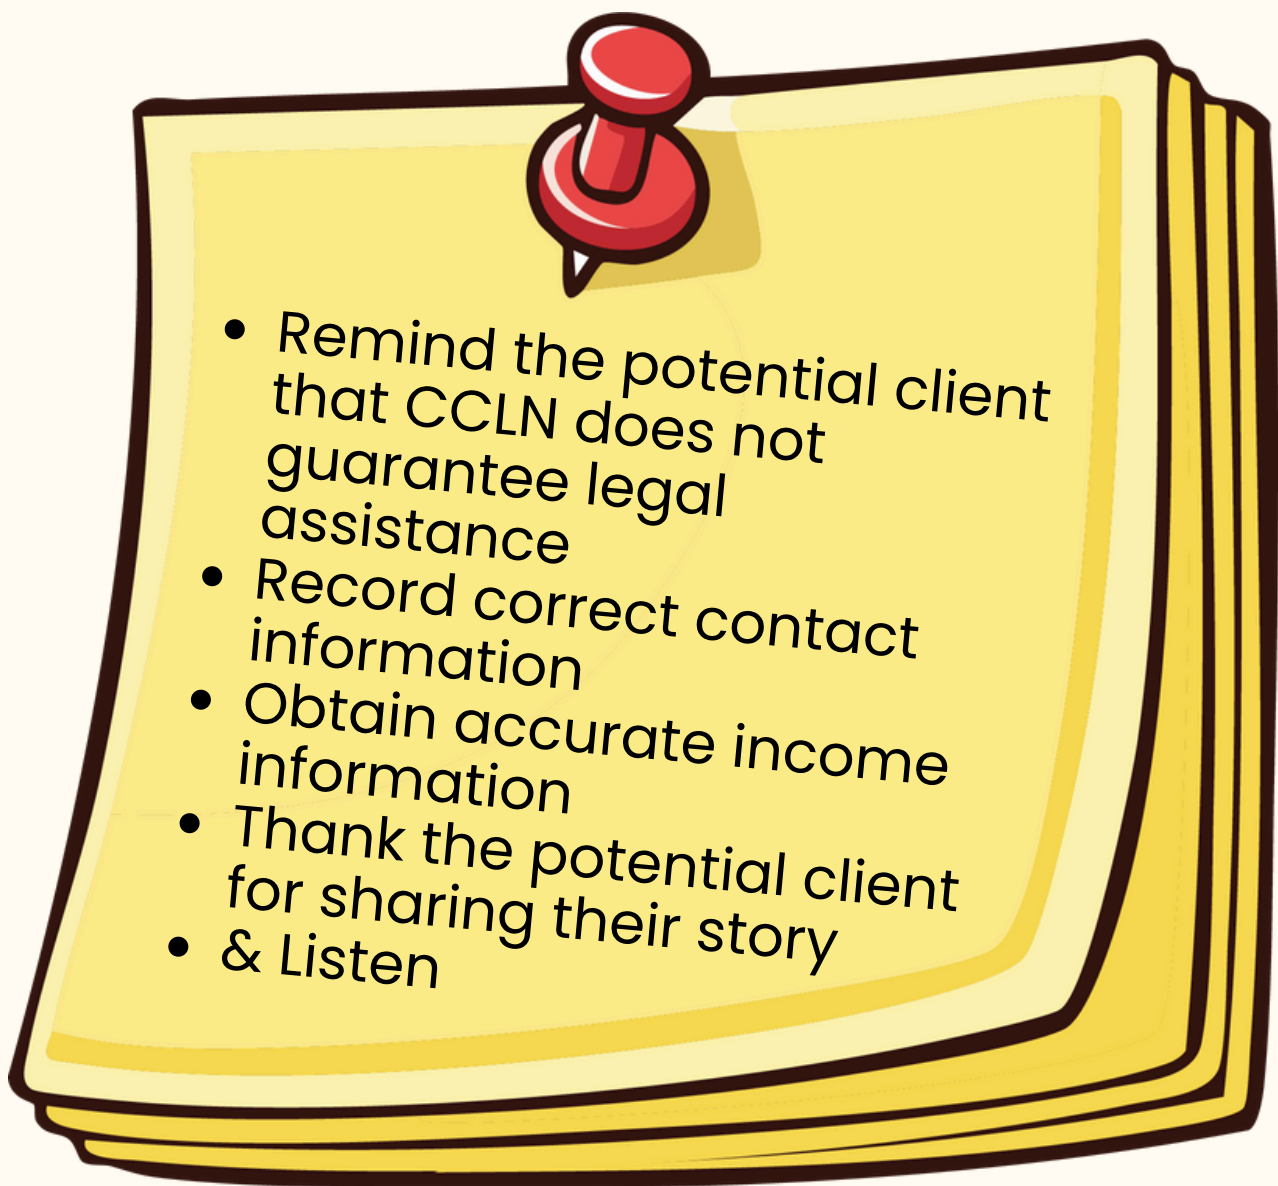 • Remind the potential client
that CCLN does not
guarantee legal
assistance
• Record correct contact
information
• Obtain accurate income
information
• Thank the potential client
for sharing their story
• & Listen